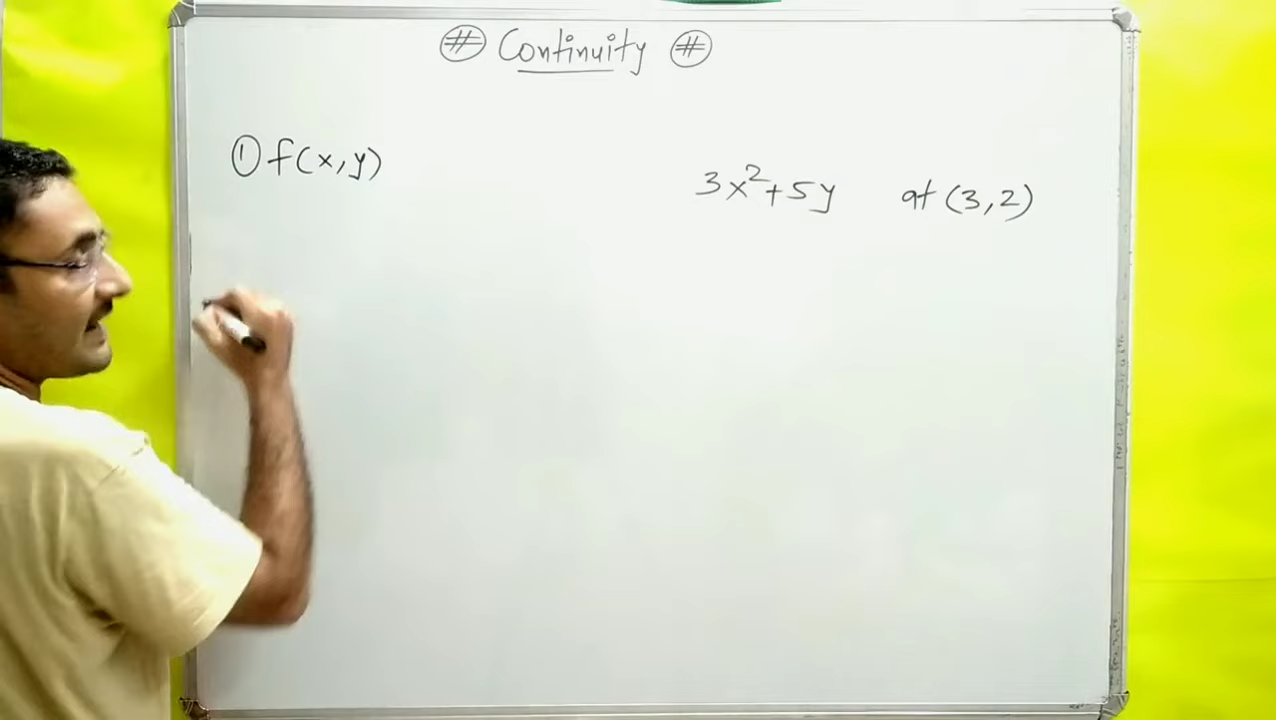 # Continuity #
① f(x,y) 3x²+5y at (3,2)